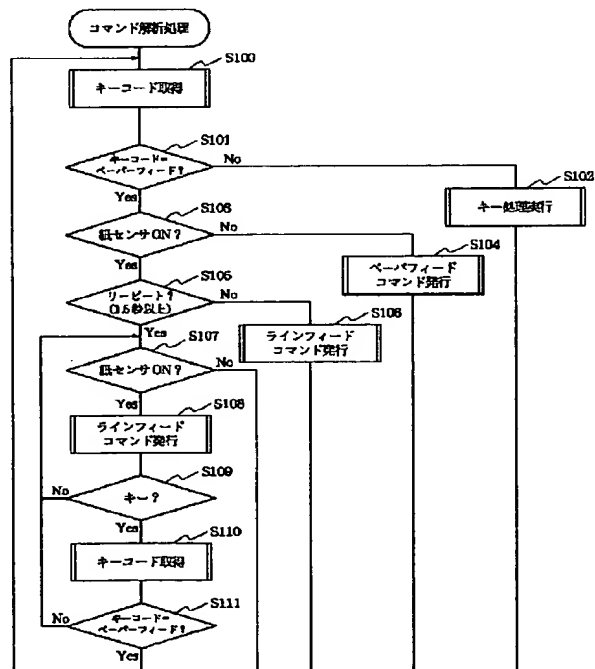 コマンド解析処理
S100
キーコード取得
S101
キーコード=
ペーパーフィード?
No
Yes
S102
キー処理実行
S103
紙センサON?
No
Yes
S104
ペーパフィード
コマンド発行
S105
リーピート?
(0.5秒以上)
No
Yes
S106
ラインフィード
コマンド発行
S107
紙センサON?
No
Yes
S108
ラインフィード
コマンド発行
S109
キー?
No
Yes
S110
キーコード取得
S111
キーコード=
ペーパーフィード?
No
Yes